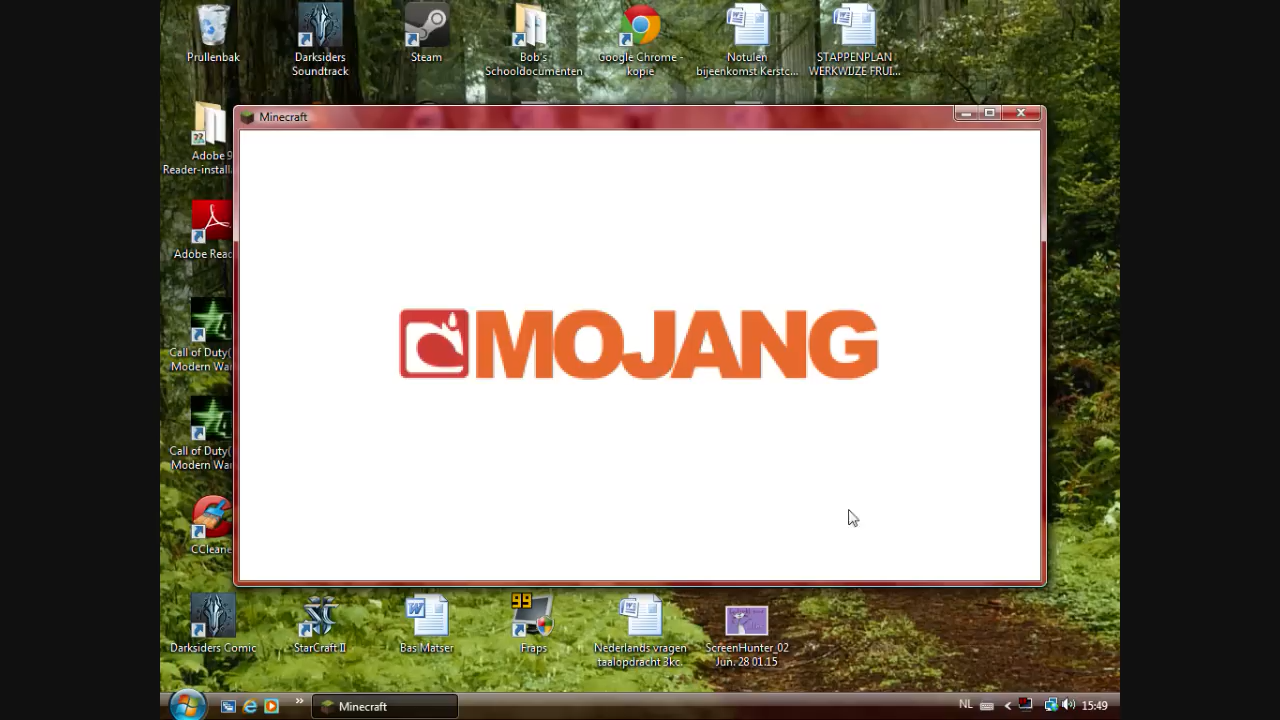 Prullenbak
Darksiders
Soundtrack
Steam
Bob's
Schooldocumenten
Google Chrome -
kopie
Notulen
bijeenkomst Kerstc...
STAPPENPLAN
WERKWIJZE FRUI...
Minecraft
Adobe 9
Reader-install
MOJANG
Adobe Rea
Call of Duty(
Modern Wa
Call of Duty(
Modern Wa
CCleane
Darksiders Comic
StarCraft II
Bas Matser
99
Fraps
Nederlands vragen
taalopdracht 3kc.
ScreenHunter_02
Jun. 28 01.15
Minecraft
NL
15:49